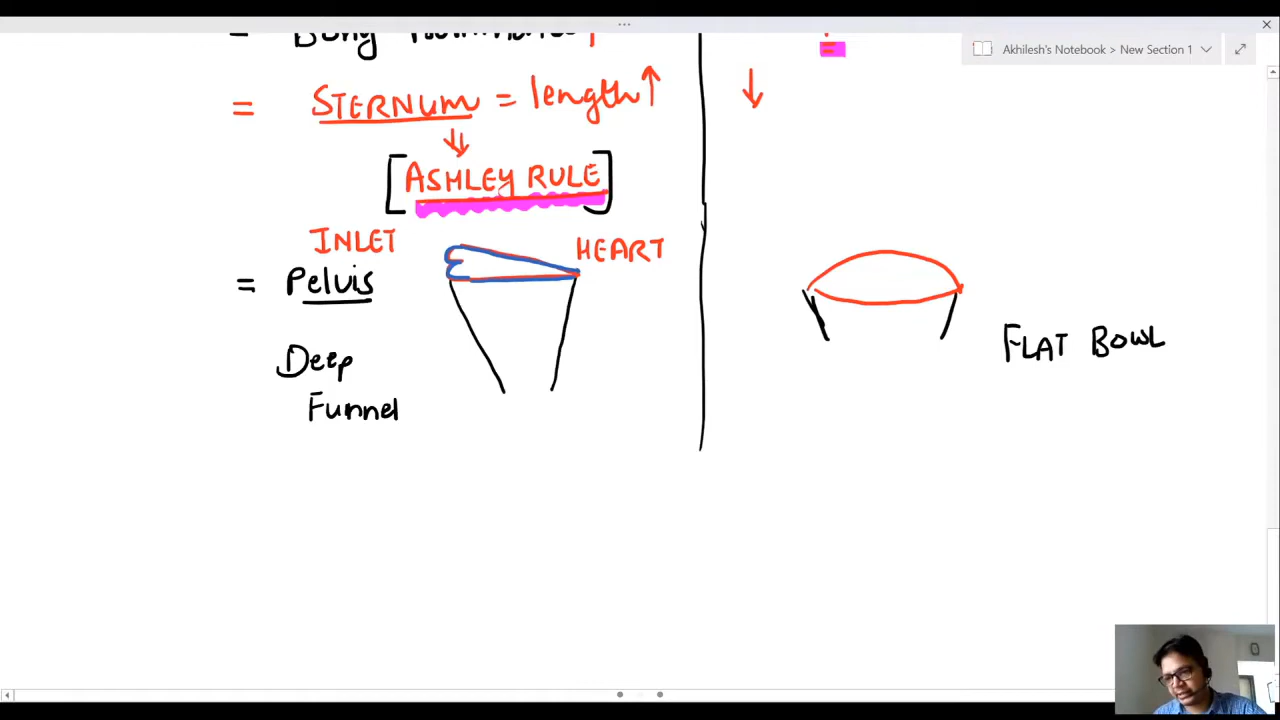 Akhilesh's Notebook > New Section 1
=
= STERNUM = length ↑ ↓
[ASHLEY RULE]
INLET HEART
= Pelvis
Deep FLAT BOWL
Funnel